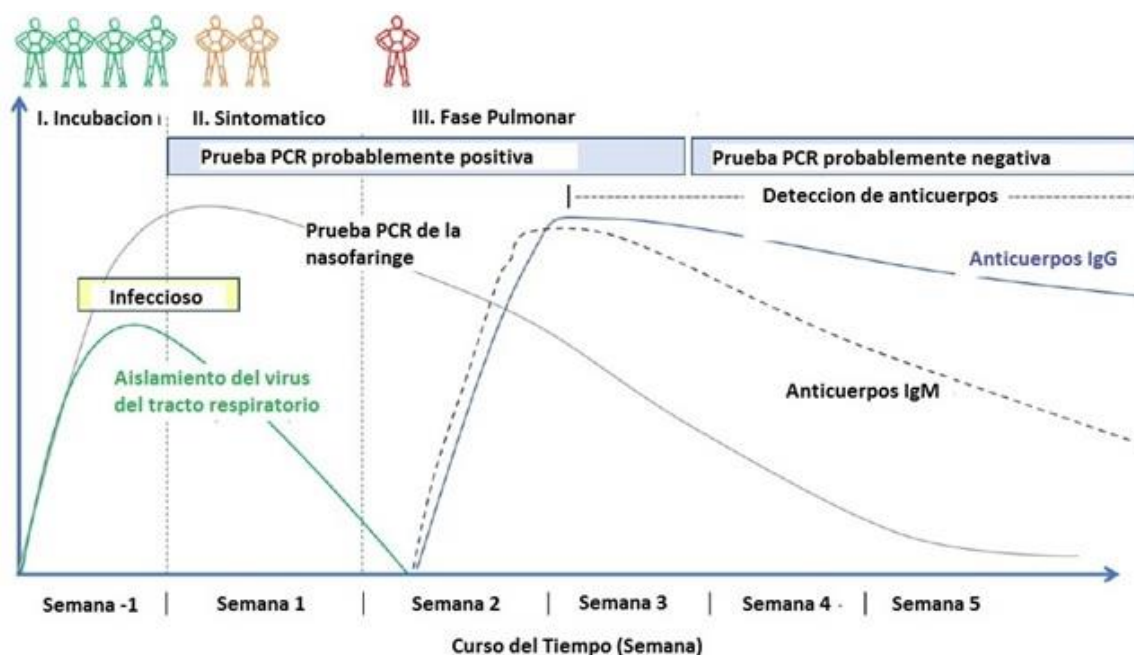 I. Incubacion
II. Sintomatico
III. Fase Pulmonar
Prueba PCR probablemente positiva
Prueba PCR probablemente negativa
Deteccion de anticuerpos
Prueba PCR de la
nasofaringe
Anticuerpos IgG
Infeccioso
Aislamiento del virus
del tracto respiratorio
Anticuerpos IgM
Semana -1 | Semana 1 | Semana 2 | Semana 3 | Semana 4 | Semana 5
Curso del Tiempo (Semana)